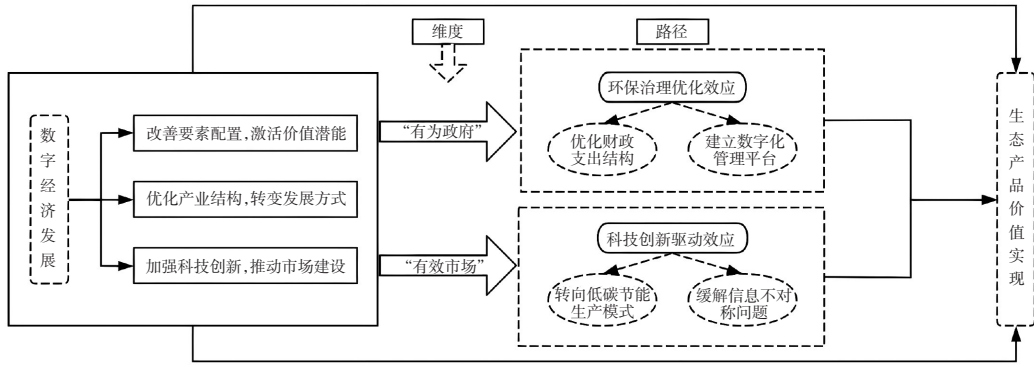 维度
路径
数字经济发展
改善要素配置,激活价值潜能
优化产业结构,转变发展方式
加强科技创新,推动市场建设
“有为政府”
“有效市场”
环保治理优化效应
优化财政
支出结构
建立数字化
管理平台
科技创新驱动效应
转向低碳节能
生产模式
缓解信息不对
称问题
生态产品价值实现